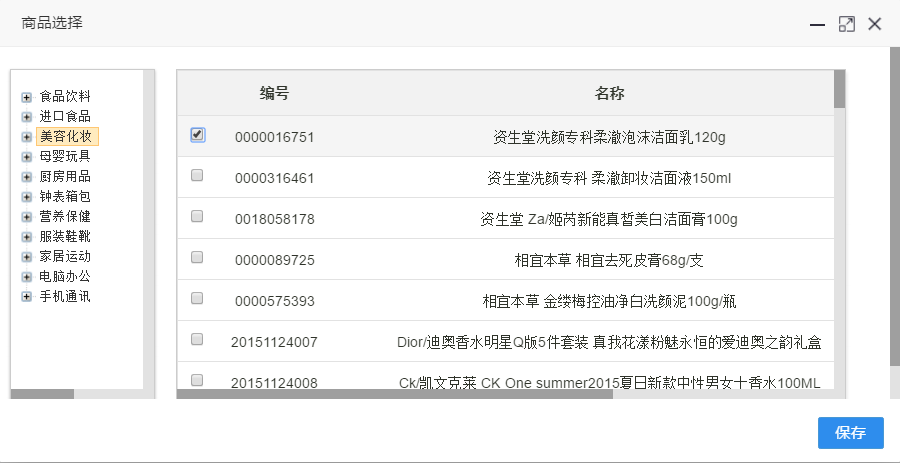 商品选择
食品饮料
进口食品
美容化妆
母婴玩具
厨房用品
钟表箱包
营养保健
服装鞋靴
家居运动
电脑办公
手机通讯
编号 名称
0000016751 资生堂洗颜专科柔澈泡沫洁面乳120g
0000316461 资生堂洗颜专科 柔澈卸妆洁面液150ml
0018058178 资生堂 Za/姬芮新能真皙美白洁面膏100g
0000089725 相宜本草 相宜去死皮膏68g/支
0000575393 相宜本草 金缕梅控油净白洗颜泥100g/瓶
20151124007 Dior/迪奥香水明星Q版5件套装 真我花漾粉魅永恒的爱迪奥之韵礼盒
20151124008 Ck/凯文克莱 CK One summer2015夏日新款中性男女士香水100ML
保存